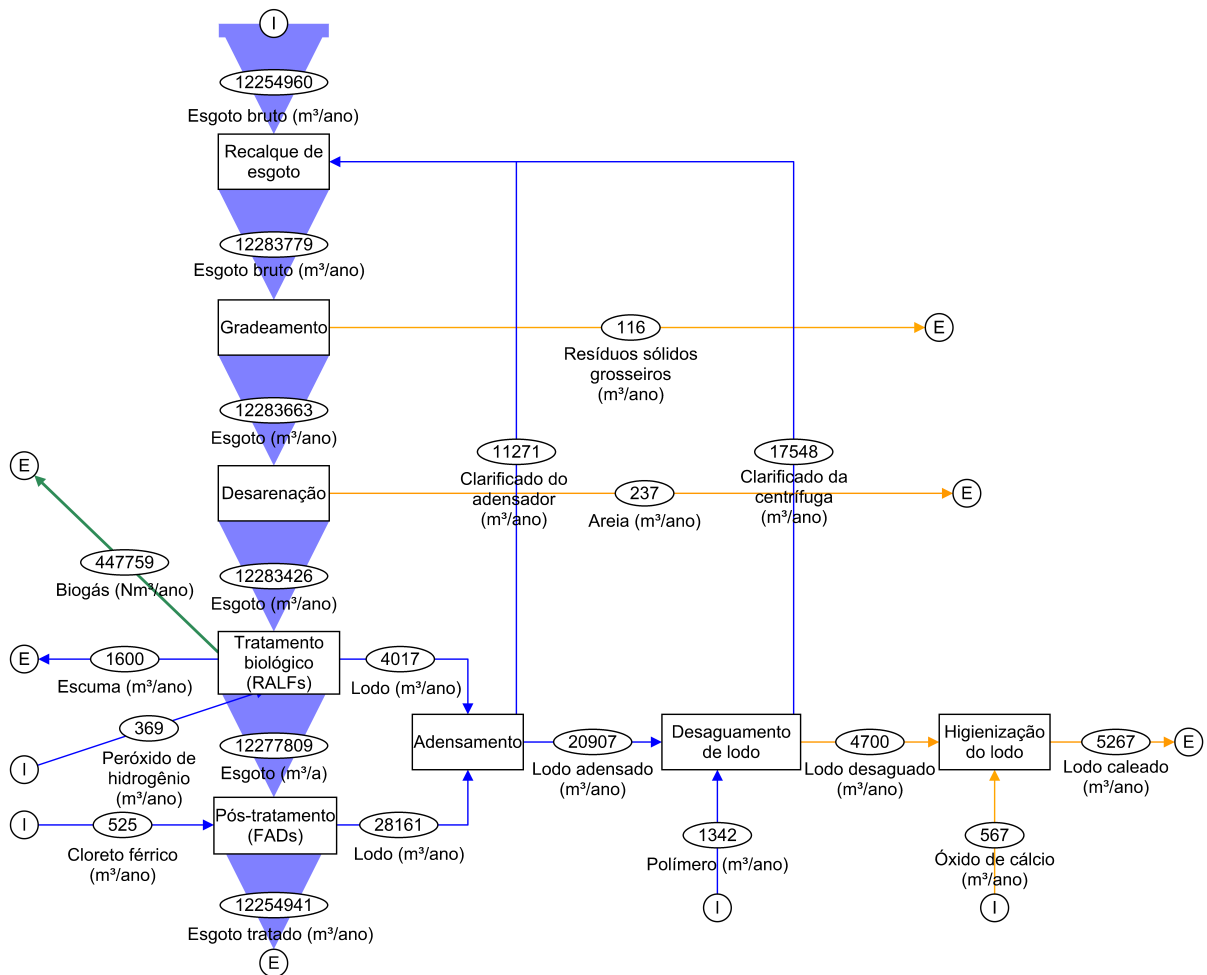 I
12254960
Esgoto bruto (m³/ano)
Recalque de
esgoto
12283779
Esgoto bruto (m³/ano)
Gradeamento
116
Resíduos sólidos
grosseiros
(m³/ano)
E
12283663
Esgoto (m³/ano)
11271
Clarificado do
adensador
(m³/ano)
17548
Clarificado da
centrífuga
(m³/ano)
E
Desarenação
237
Areia (m³/ano)
E
447759
Biogás (Nm³/ano)
12283426
Esgoto (m³/ano)
E
1600
Escuma (m³/ano)
Tratamento
biológico
(RALFs)
4017
Lodo (m³/ano)
I
369
Peróxido de
hidrogênio
(m³/ano)
12277809
Esgoto (m³/a)
Adensamento
20907
Lodo adensado
(m³/ano)
Desaguamento
de lodo
4700
Lodo desaguado
(m³/ano)
Higienização
do lodo
5267
Lodo caleado
(m³/ano)
E
I
525
Cloreto férrico
(m³/ano)
Pós-tratamento
(FADs)
28161
Lodo (m³/ano)
1342
Polímero (m³/ano)
I
567
Óxido de cálcio
(m³/ano)
I
12254941
Esgoto tratado (m³/ano)
E